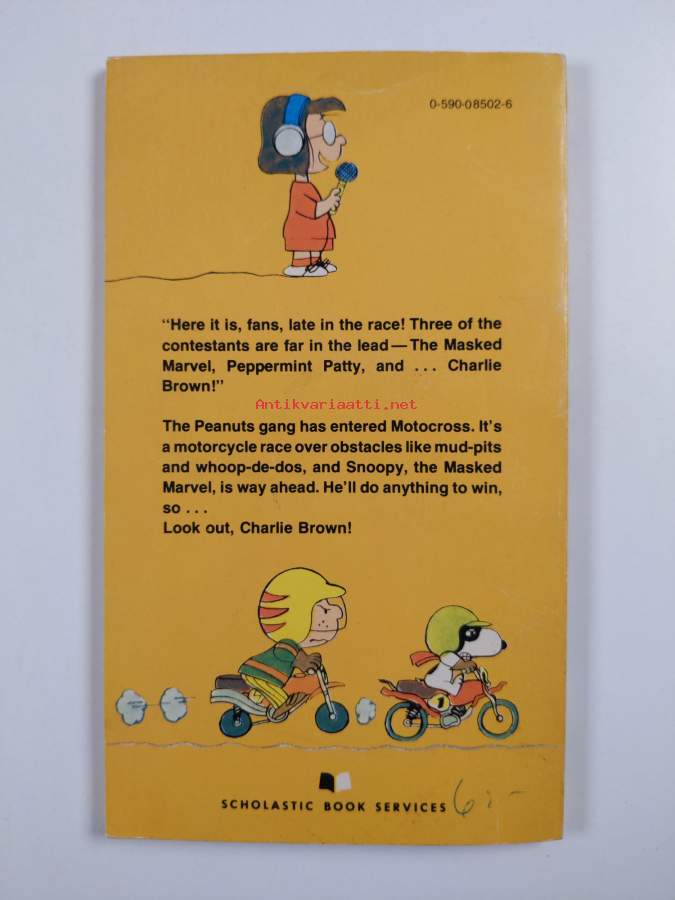 0-590-08502-6
"Here it is, fans, late in the race! Three of the
contestants are far in the lead — The Masked
Marvel, Peppermint Patty, and ... Charlie
Brown!"
Antikvariaatti.net
The Peanuts gang has entered Motocross. It's
a motorcycle race over obstacles like mud-pits
and whoop-de-dos, and Snoopy, the Masked
Marvel, is way ahead. He'll do anything to win,
so ...
Look out, Charlie Brown!
1
SCHOLASTIC BOOK SERVICES
6:-